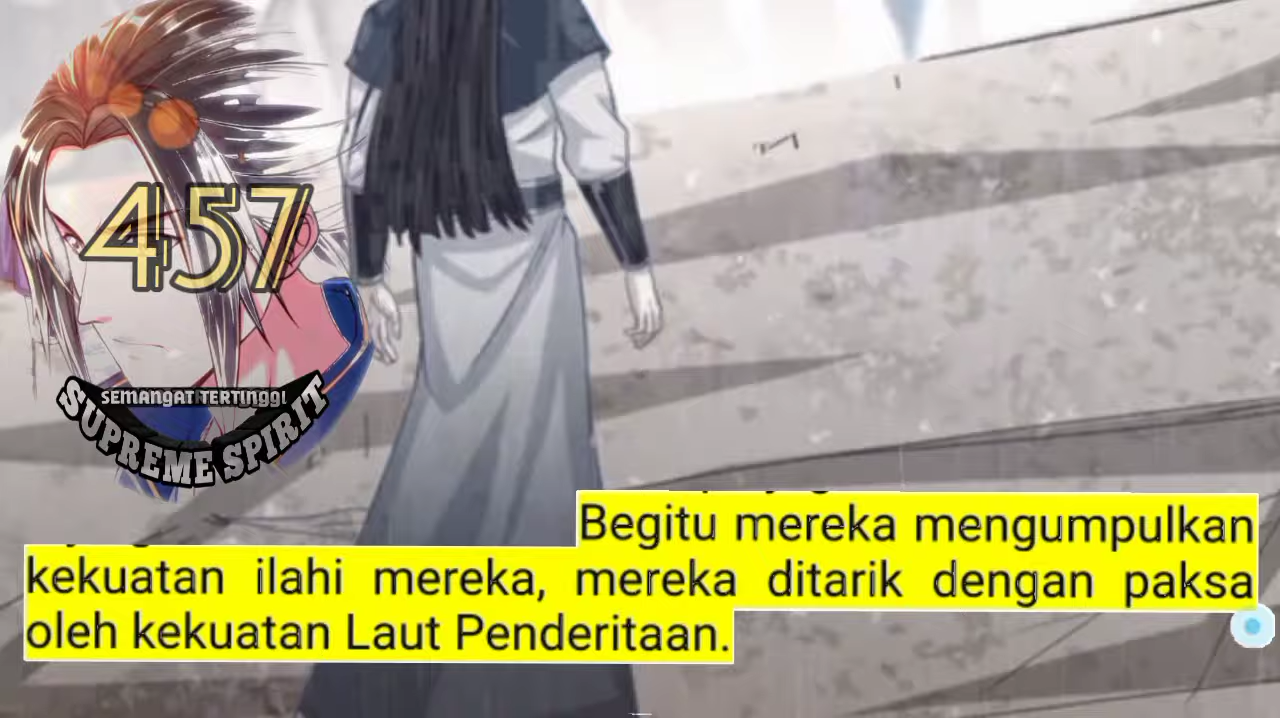 457
SEMANGAT TERTINGGI
SUPREME SPIRIT
Begitu mereka mengumpulkan
kekuatan ilahi mereka, mereka ditarik dengan paksa
oleh kekuatan Laut Penderitaan.